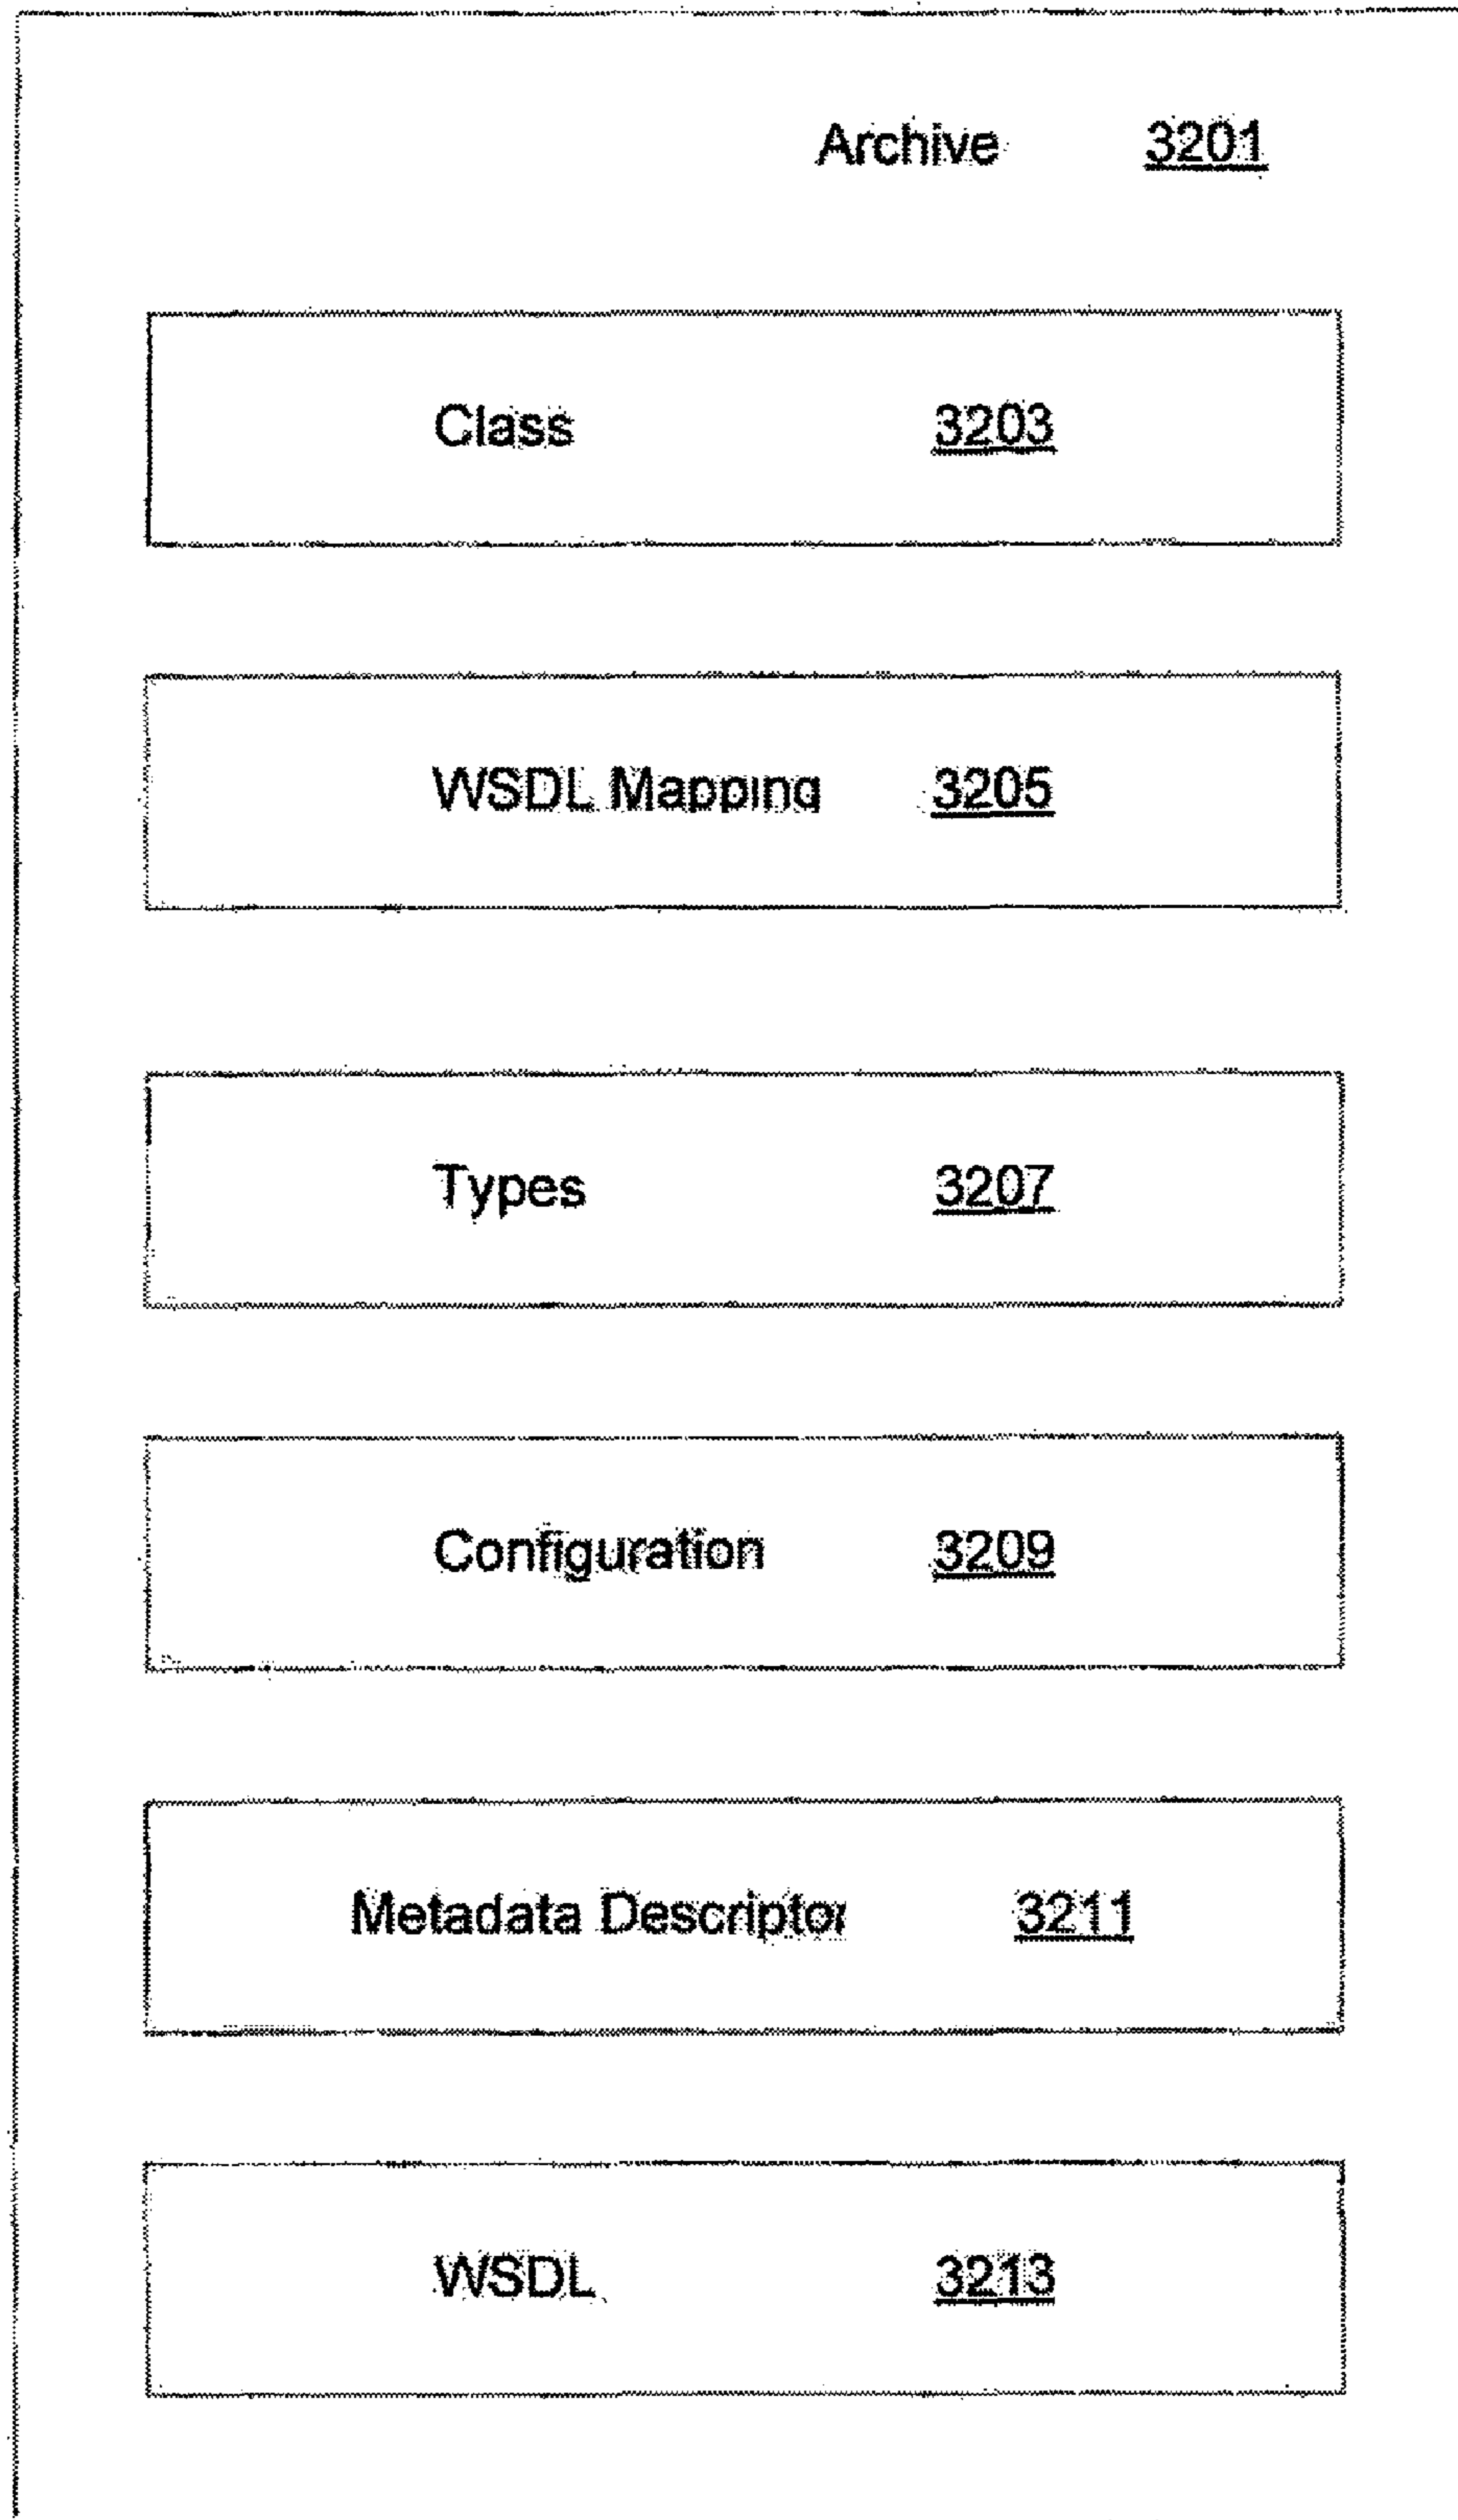 Archive 3201
Class 3203
WSDL Mapping 3205
Types 3207
Configuration 3209
Metadata Descriptor 3211
WSDL 3213